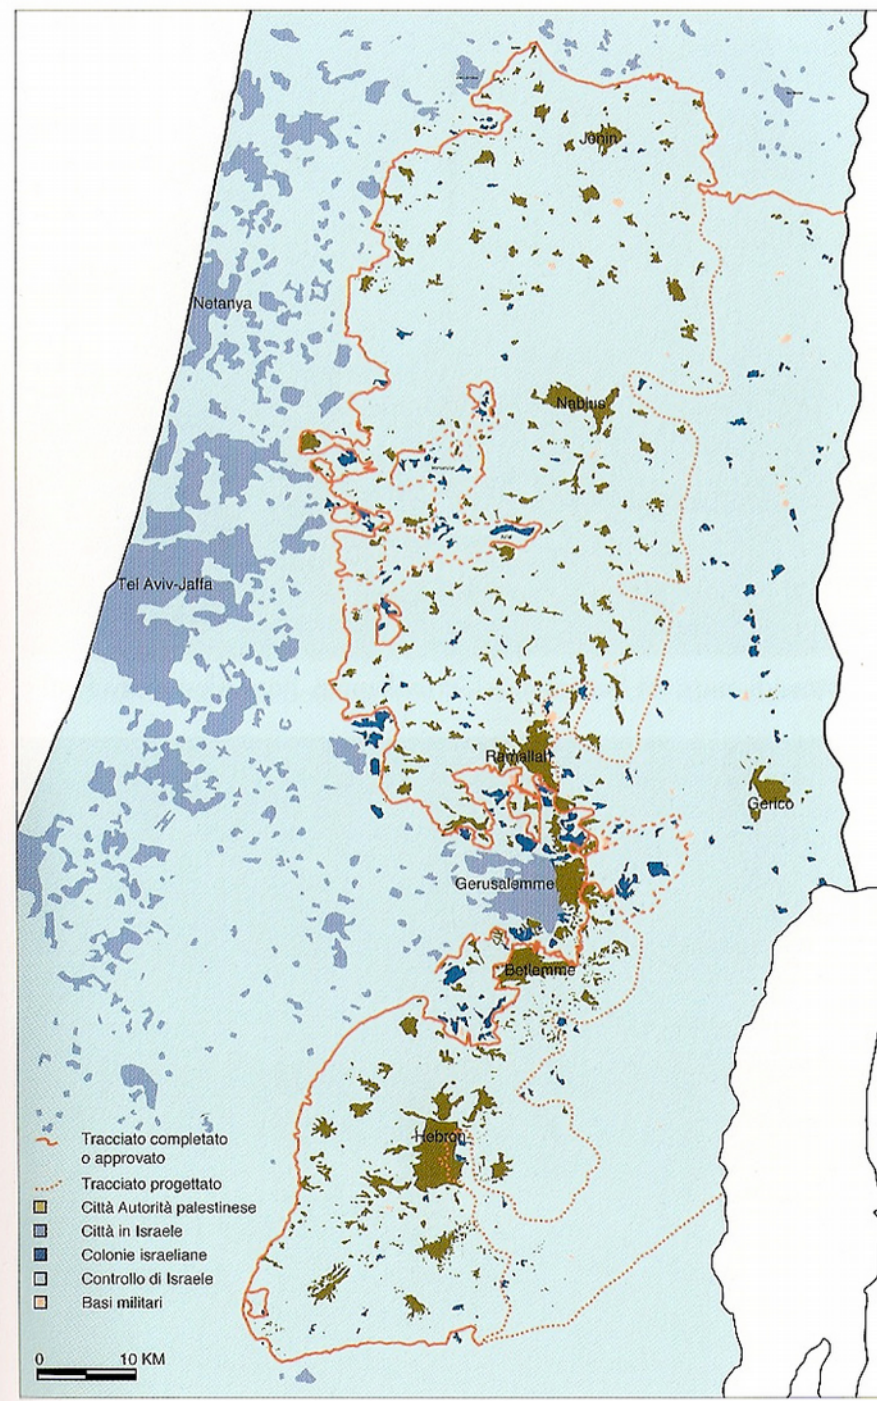 Jenin
Netanya
Nablus
Tel Aviv-Jaffa
Ramallah
Gerico
Gerusalemme
Betlemme
Hebron
Tracciato completato
o approvato
Tracciato progettato
Città Autorità palestinese
Città in Israele
Colonie israeliane
Controllo di Israele
Basi militari
0 10 KM